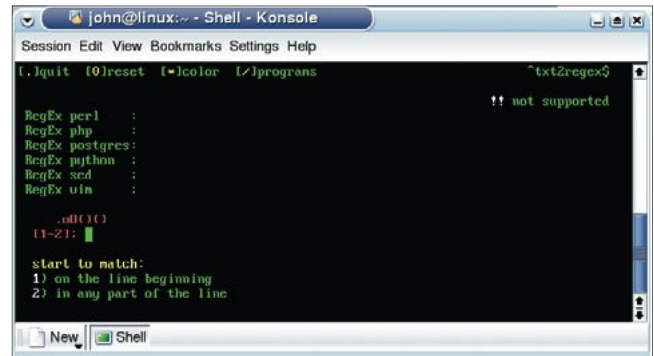 john@linux:~ - Shell - Konsole
Session Edit View Bookmarks Settings Help
[.]quit [0]reset [*]color [/]programs ^txt2regex$
!! not supported
RegEx perl :
RegEx php :
RegEx postgres:
RegEx python :
RegEx sed :
RegEx vim :
.oO()()
[1-2]:
start to match:
1) on the line beginning
2) in any part of the line
New Shell